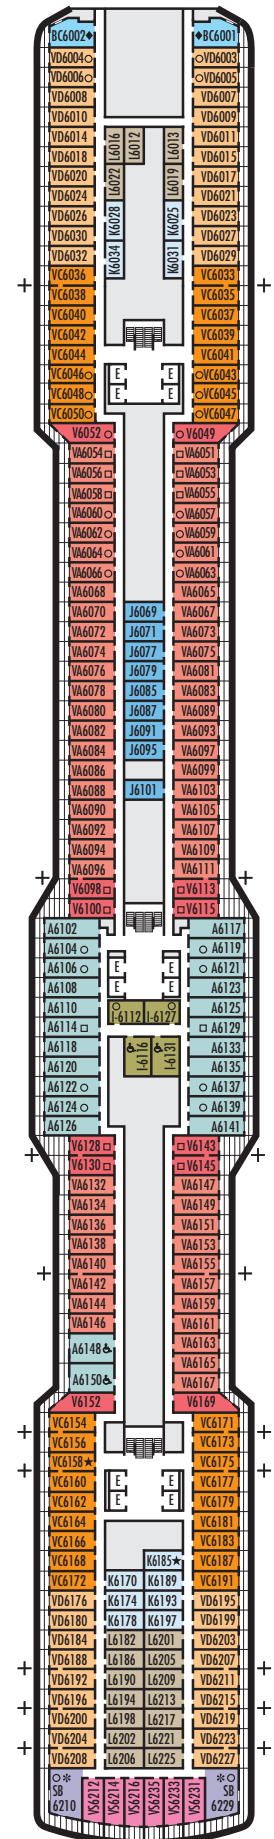 BC6002♦ ♦BC6001
VD6004○ ○VD6003
VD6006○ ○VD6005
VD6008 VD6007
VD6010 VD6009
VD6014 L6016 L6012 L6013 VD6011
VD6018 VD6015
VD6020 L6022 L6019 VD6017
VD6024 VD6021
VD6026 K6028 K6025 VD6023
VD6030 VD6027
VD6032 K6034 K6031 VD6029
VC6036 VC6033
VC6038 VC6035
VC6040 VC6037
VC6042 VC6039
VC6044 VC6041
VC6046○ E E ○VC6043
VC6048○ E E ○VC6045
VC6050○ ○VC6047
V6052○ ○V6049
VA6054□ □VA6051
VA6056□ □VA6053
VA6058□ □VA6055
VA6060○ ○VA6057
VA6062○ ○VA6059
VA6064○ ○VA6061
VA6066○ ○VA6063
VA6068 VA6065
VA6070 J6069 VA6067
VA6072 J6071 VA6073
VA6074 J6077 VA6075
VA6076 J6079 VA6081
VA6078 J6085 VA6083
VA6080 J6087 VA6089
VA6082 J6091 VA6093
VA6084 J6095 VA6097
VA6086 VA6099
VA6088 J6101 VA6103
VA6090 VA6105
VA6092 VA6107
VA6094 VA6109
VA6096 VA6111
V6098□ □V6113
V6100□ □V6115
A6102 A6117
A6104○ ○A6119
A6106○ E E ○A6121
A6108 E E A6123
A6110 ○I-6112 ○I-6127 A6125
A6114□ □A6129
A6118 I-6116♿ I-6131♿ A6133
A6120 A6135
A6122○ ○A6137
A6124○ ○A6139
A6126 A6141
V6128□ □V6143
V6130□ □V6145
VA6132 VA6147
VA6134 VA6149
VA6136 VA6151
VA6138 VA6153
VA6140 VA6155
VA6142 VA6157
VA6144 VA6159
VA6146 VA6161
A6148♿ VA6163
VA6165
A6150♿ VA6167
V6152 V6169
VC6154 VC6171
VC6156 VC6173
VC6158★ VC6175
VC6160 E E VC6177
VC6162 E E VC6179
VC6164 VC6181
VC6166 VC6183
VC6168 K6185★ VC6187
VC6172 K6170 K6189 VC6191
VD6176 K6174 K6193 VD6195
VD6180 K6178 K6197 VD6199
VD6184 L6182 L6201 VD6203
VD6188 L6186 L6205 VD6207
VD6192 L6190 L6209 VD6211
VD6196 L6194 L6213 VD6215
VD6200 L6198 L6217 VD6219
VD6204 L6202 L6221 VD6223
VD6208 L6206 L6225 VD6227
○✻ ✻○
SB VS6212 VS6214 VS6216 VS6235 VS6233 VS6231 SB
6210 6229